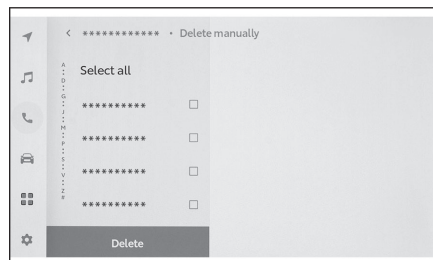 < ************ • Delete manually
A
•
D
•
G
•
J
•
M
•
P
•
S
•
V
•
Z
#
Select all
**********
**********
**********
**********
Delete